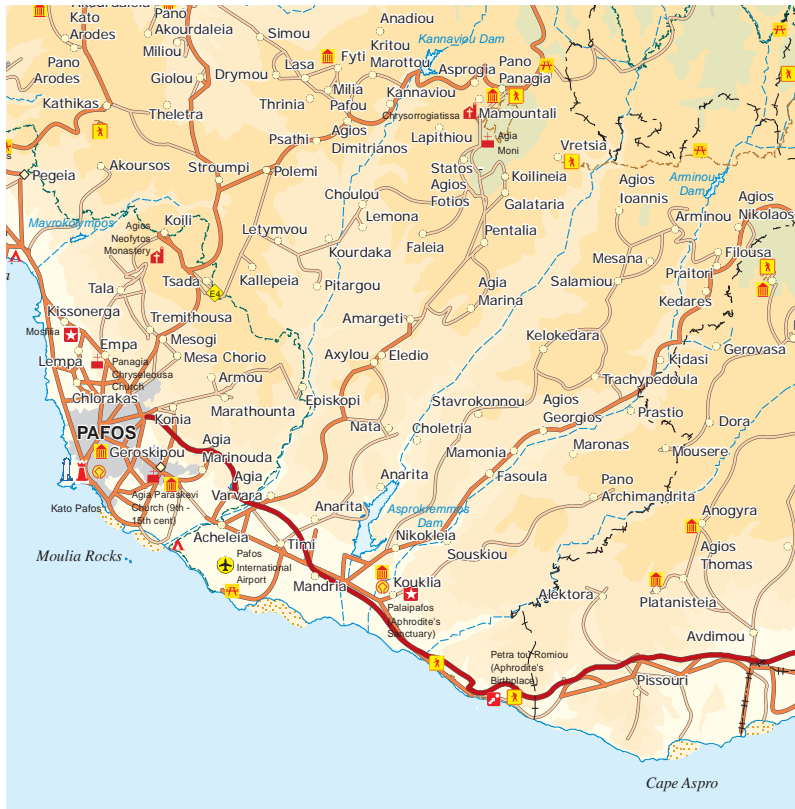 Kato
Arodes
Pano
Akourdaleia
Miliou
Simou
Anadiou
Kannaviou Dam
Kritou
Marottou
Fyti
Pano
Arodes
Giolou
Drymou
Lasa
Asprogia
Pano
Panagia
Kathikas
Theletra
Thrinia
Milia
Pafou
Kannaviou
Chrysorrogiatissa
Mamountali
Agios
Dimitrianos
Psathi
Lapithiou
Agia
Moni
Vretsia
Akoursos
Stroumpi
Polemi
Statos -
Agios
Fotios
Koilineia
Arminou
Dam
Pegeia
Choulou
Galataria
Agios
Ioannis
Agios
Nikolaos
Mavrokolympos
Agios
Neofytos
Monastery
Koili
Letymvou
Lemona
Pentalia
Arminou
Kourdaka
Faleia
Filousa
Mesana
Praitori
Tsada
E4
Kallepeia
Pitargou
Agia
Marina
Salamiou
Tala
Kedares
Kissonerga
Mosfilia
Tremithousa
Amargeti
Kelokedara
Empa
Mesogi
Lempa
Panagia
Chryseleousa
Church
Mesa Chorio
Axylou
Eledio
Kidasi
Gerovasa
Armou
Trachypedoula
Chlorakas
Episkopi
Stavrokonnou
Agios
Georgios
Prastio
Konia
Marathounta
Nata
Choletria
Dora
PAFOS
Agia
Marinouda
Geroskipou
Mamonia
Maronas
Mousere
Agia
Varvara
Anarita
Fasoula
Pano
Archimandrita
Kato Pafos
Agia Paraskevi
Church (9th -
15th cent)
Anarita
Asprokremmos
Dam
Anogyra
Acheleia
Timi
Nikokleia
Souskiou
Agios
Thomas
Moulia Rocks
Pafos
International
Airport
Mandria
Kouklia
Alektora
Platanisteia
Palaipafos
(Aphrodite's
Sanctuary)
Avdimou
Petra tou Romiou
(Aphrodite's
Birthplace)
Pissouri
Cape Aspro